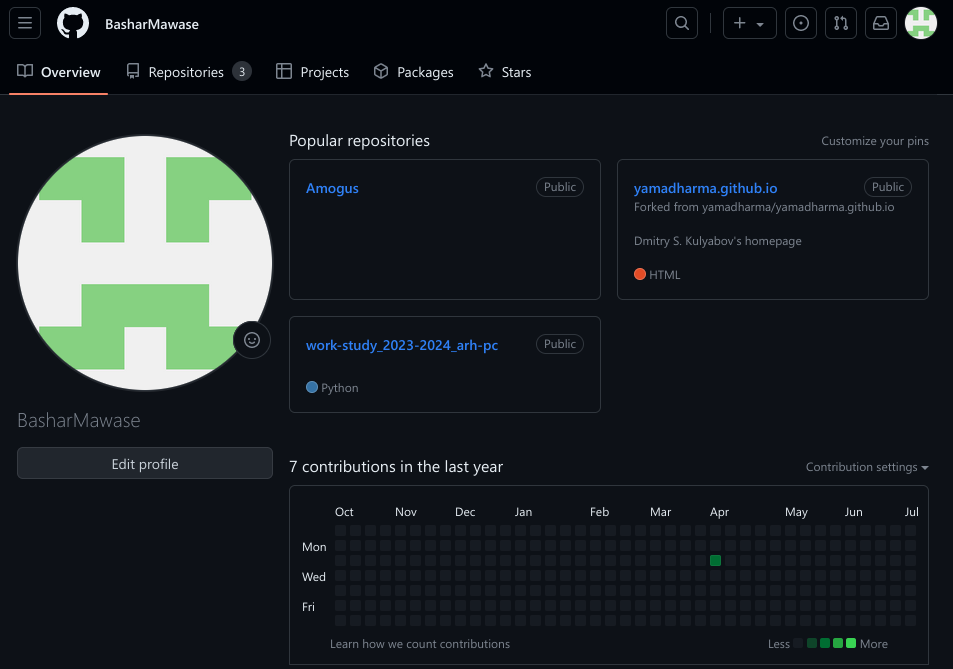 BasharMawase
Overview Repositories 3 Projects Packages Stars
Popular repositories Customize your pins
Amogus Public
yamadharma.github.io Public
Forked from yamadharma/yamadharma.github.io
Dmitry S. Kulyabov's homepage
HTML
work-study_2023-2024_arh-pc Public
Python
BasharMawase
Edit profile
7 contributions in the last year Contribution settings
Oct Nov Dec Jan Feb Mar Apr May Jun Jul
Mon
Wed
Fri
Learn how we count contributions Less More